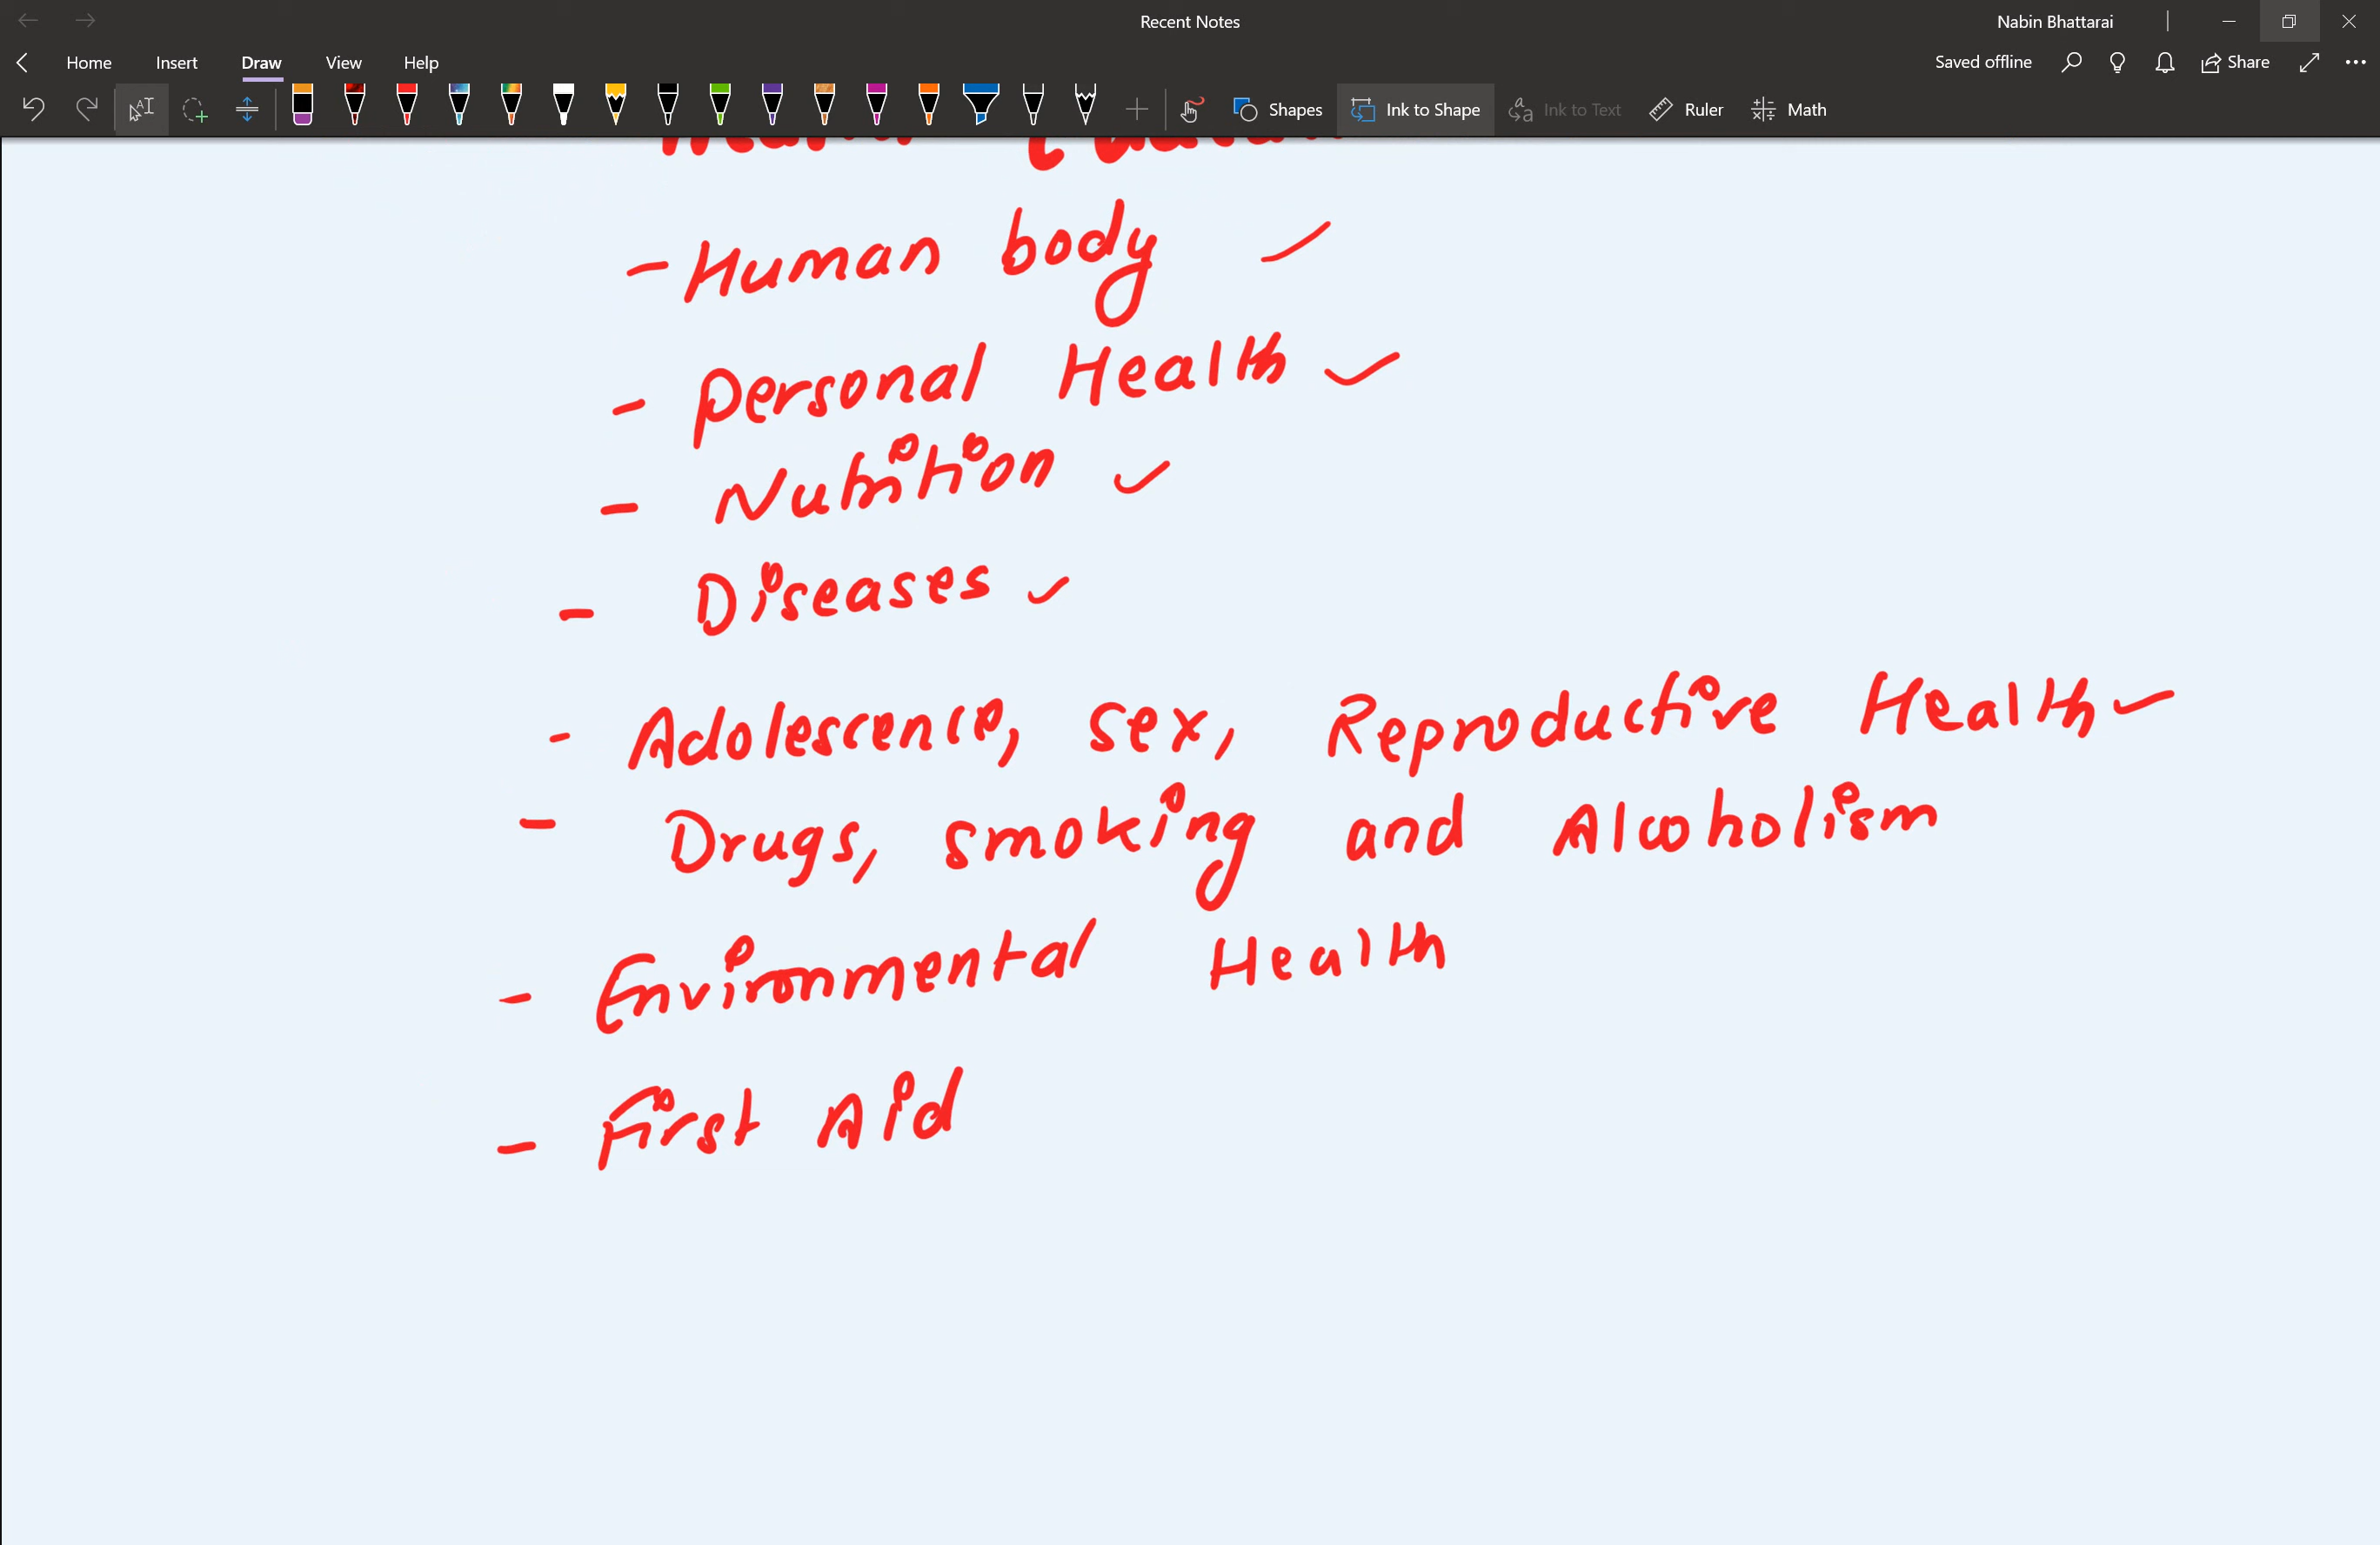 Recent Notes
Nabin Bhattarai
Home Insert Draw View Help
Saved offline
Share
Shapes Ink to Shape Ink to Text Ruler Math
- Human body ✓
- Personal Health ✓
- Nutrition ✓
- Diseases ✓
- Adolescence, sex, Reproductive Health ✓
- Drugs, smoking and Alcoholism
- Environmental Health
- First Aid